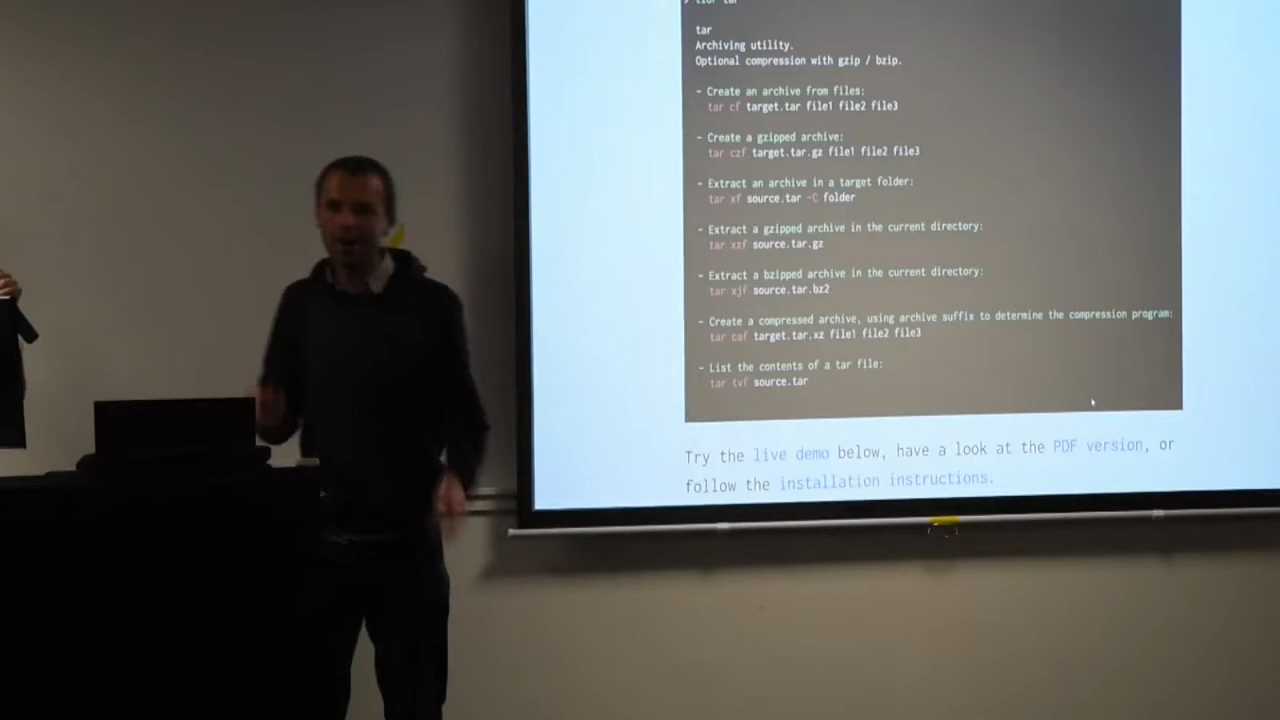 tar
Archiving utility.
Optional compression with gzip / bzip.
- Create an archive from files:
tar cf target.tar file1 file2 file3
- Create a gzipped archive:
tar czf target.tar.gz file1 file2 file3
- Extract an archive in a target folder:
tar xf source.tar -C folder
- Extract a gzipped archive in the current directory:
tar xzf source.tar.gz
- Extract a bzipped archive in the current directory:
tar xjf source.tar.bz2
- Create a compressed archive, using archive suffix to determine the compression program:
tar caf target.tar.xz file1 file2 file3
- List the contents of a tar file:
tar tvf source.tar
Try the live demo below, have a look at the PDF version, or
follow the installation instructions.